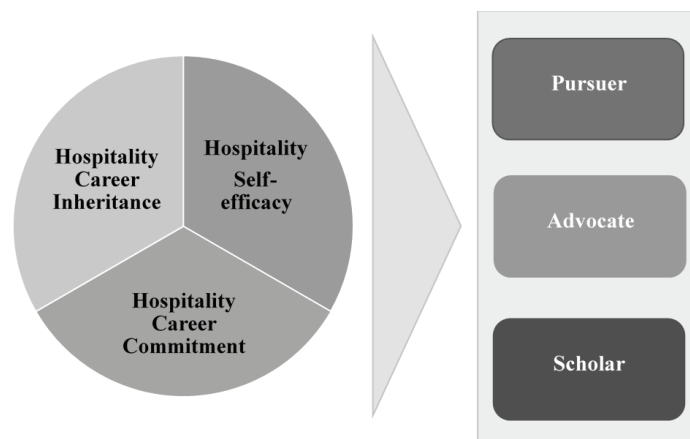 Hospitality
Career
Inheritance
Hospitality
Self-
efficacy
Hospitality
Career
Commitment
Pursuer
Advocate
Scholar